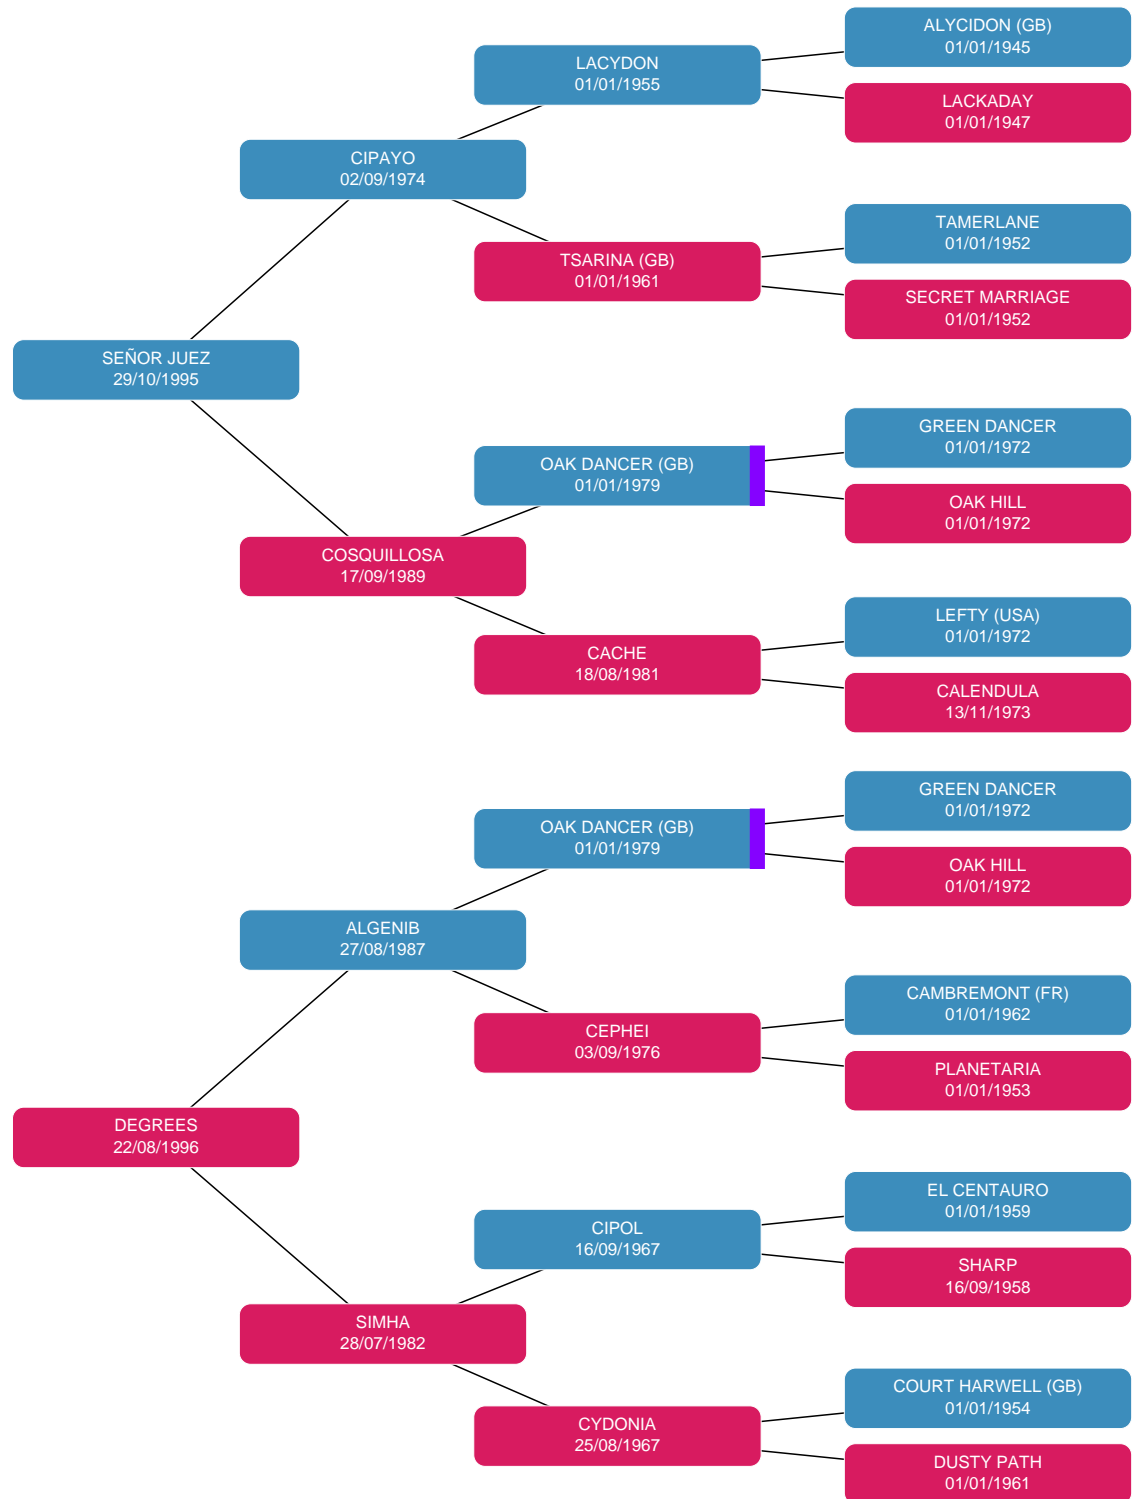 ALYCIDON (GB)
01/01/1945
LACYDON
01/01/1955
LACKADAY
01/01/1947
CIPAYO
02/09/1974
TAMERLANE
01/01/1952
TSARINA (GB)
01/01/1961
SECRET MARRIAGE
01/01/1952
SEÑOR JUEZ
29/10/1995
GREEN DANCER
01/01/1972
OAK DANCER (GB)
01/01/1979
OAK HILL
01/01/1972
COSQUILLOSA
17/09/1989
LEFTY (USA)
01/01/1972
CACHE
18/08/1981
CALENDULA
13/11/1973
GREEN DANCER
01/01/1972
OAK DANCER (GB)
01/01/1979
OAK HILL
01/01/1972
ALGENIB
27/08/1987
CAMBREMONT (FR)
01/01/1962
CEPHEI
03/09/1976
PLANETARIA
01/01/1953
DEGREES
22/08/1996
EL CENTAURO
01/01/1959
CIPOL
16/09/1967
SHARP
16/09/1958
SIMHA
28/07/1982
COURT HARWELL (GB)
01/01/1954
CYDONIA
25/08/1967
DUSTY PATH
01/01/1961